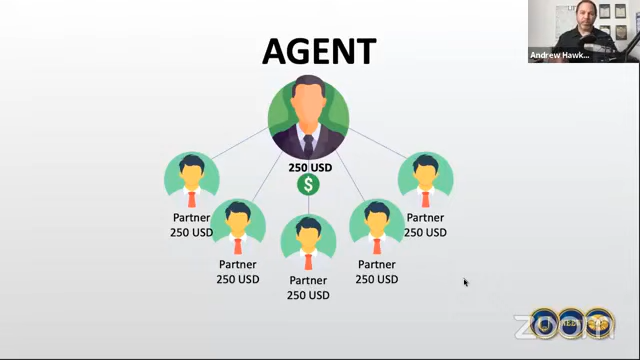 AGENT
Andrew Hawk...
250 USD
$
Partner
250 USD
Partner
250 USD
Partner
250 USD
Partner
250 USD
Partner
250 USD
zoom